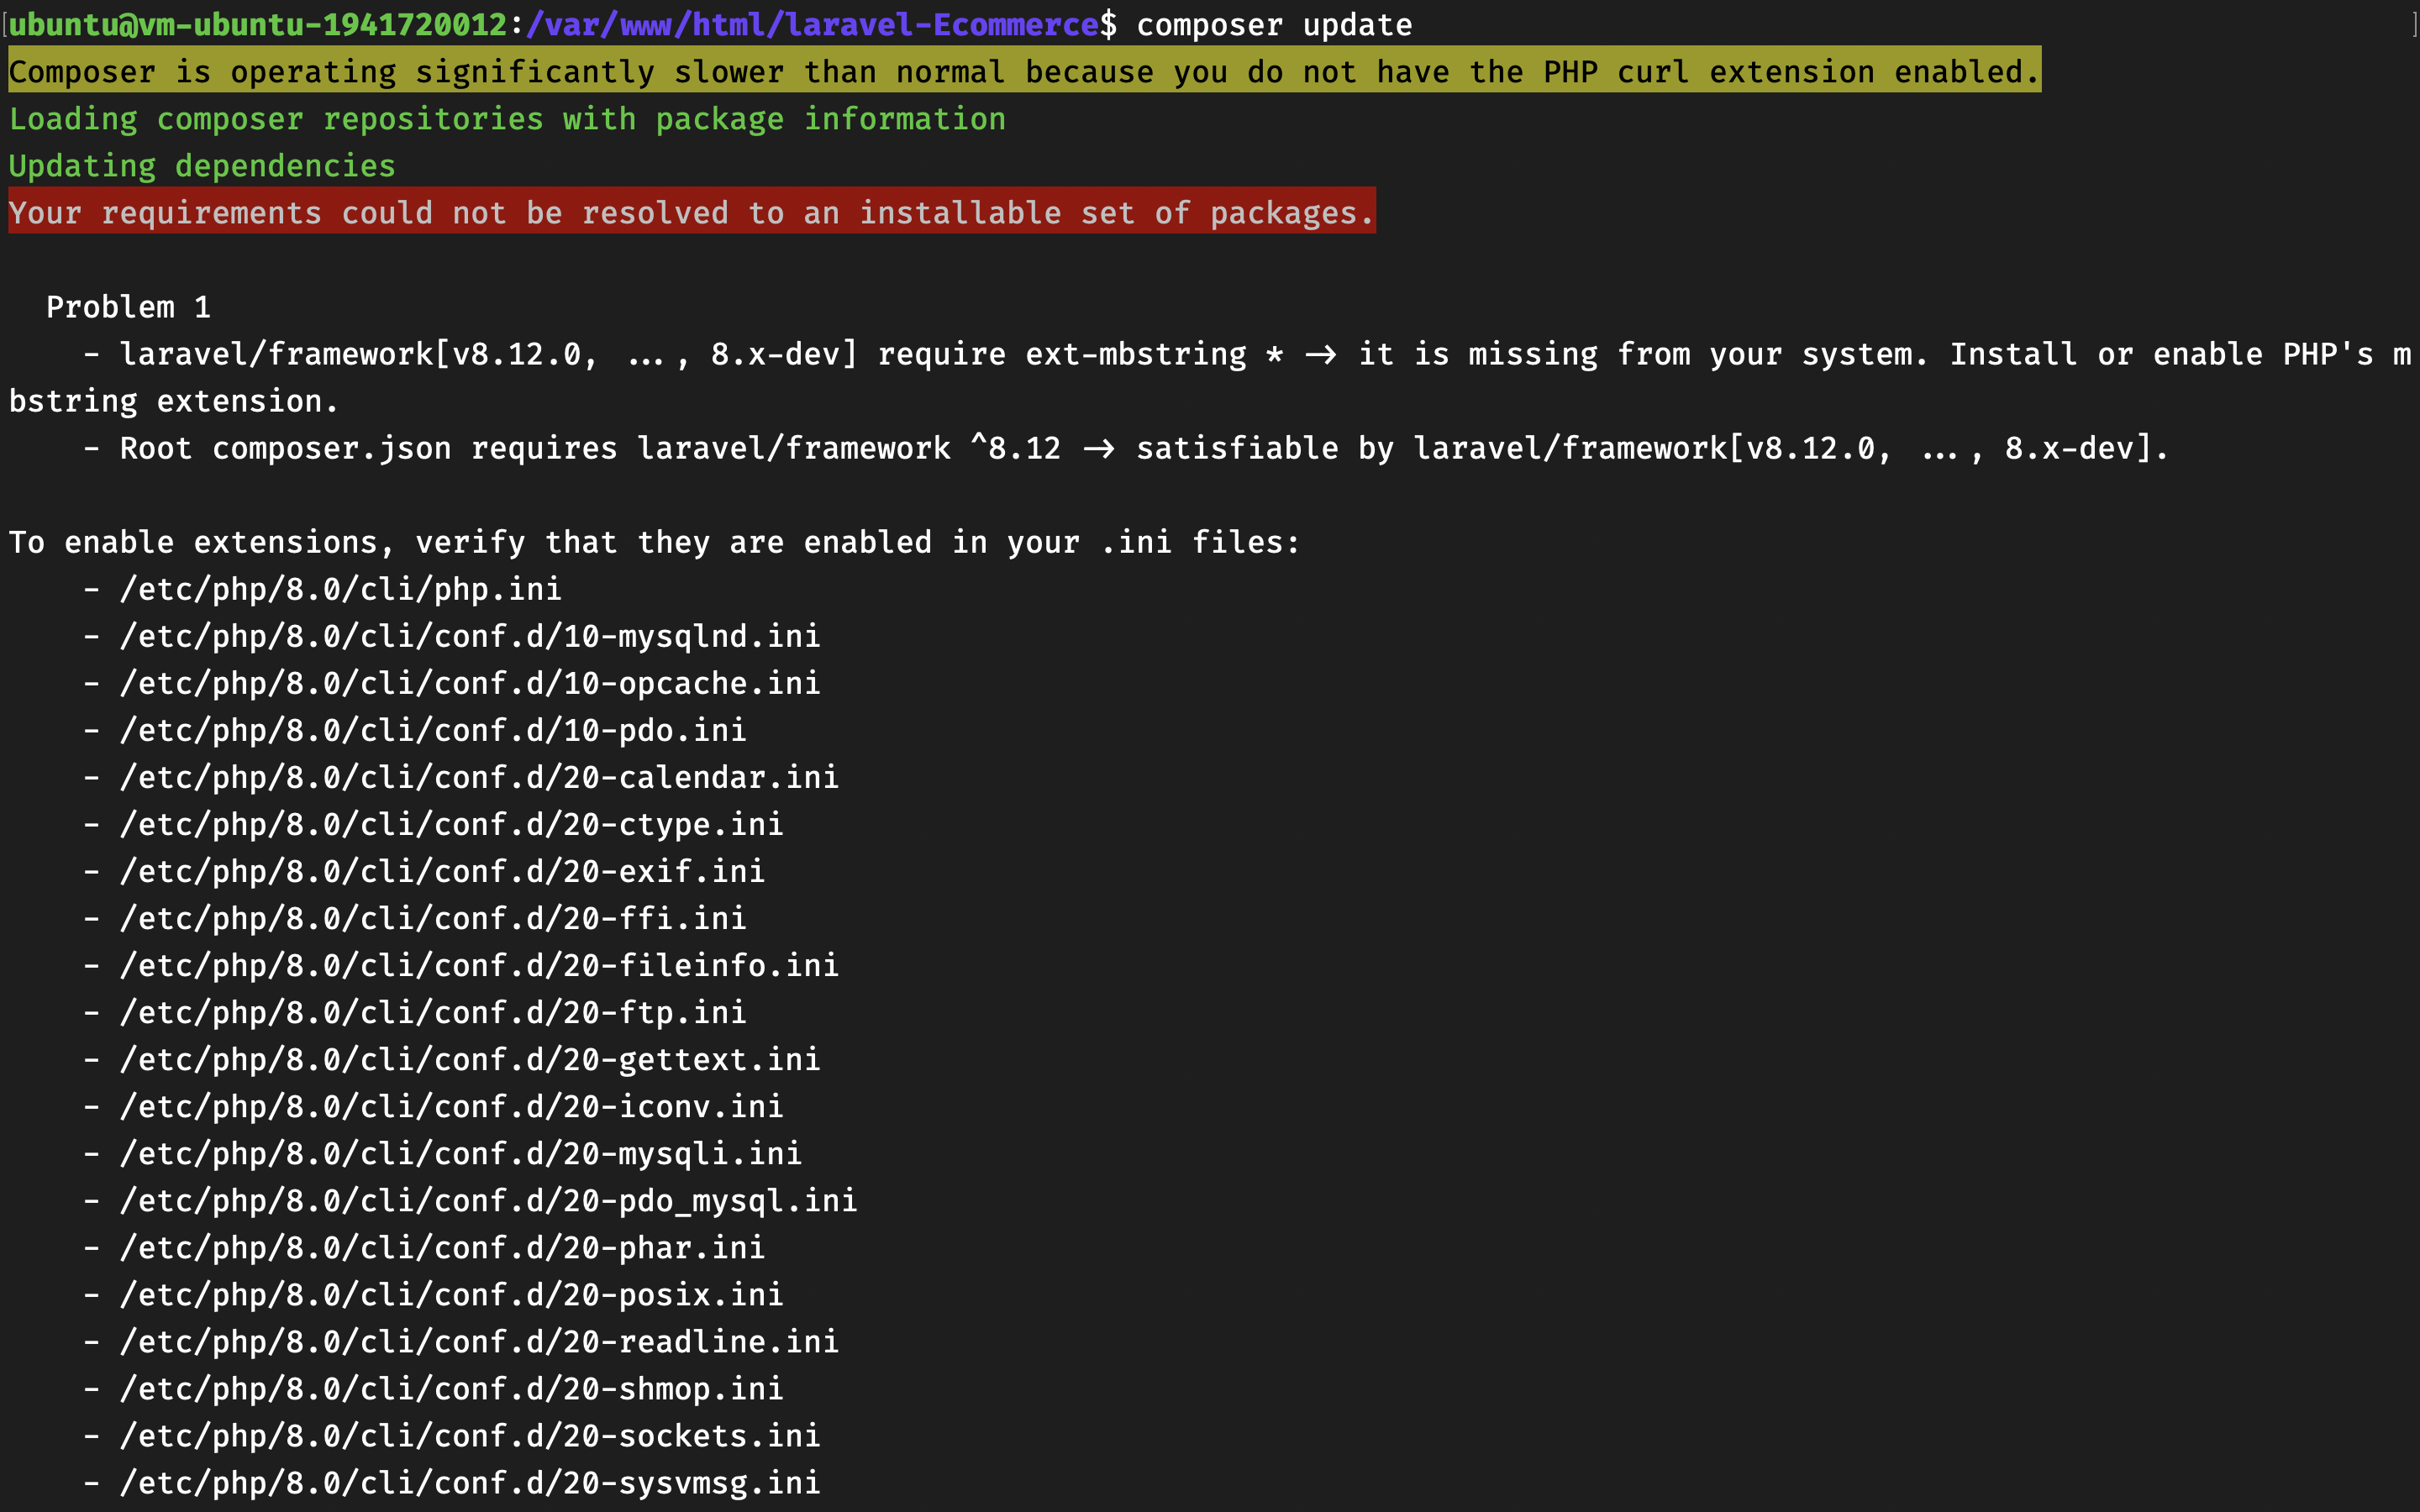 [ubuntu@vm-ubuntu-1941720012:/var/www/html/laravel-Ecommerce$ composer update ]
Composer is operating significantly slower than normal because you do not have the PHP curl extension enabled.
Loading composer repositories with package information
Updating dependencies
Your requirements could not be resolved to an installable set of packages.
Problem 1
- laravel/framework[v8.12.0, ..., 8.x-dev] require ext-mbstring * -> it is missing from your system. Install or enable PHP's m
bstring extension.
- Root composer.json requires laravel/framework ^8.12 -> satisfiable by laravel/framework[v8.12.0, ..., 8.x-dev].
To enable extensions, verify that they are enabled in your .ini files:
- /etc/php/8.0/cli/php.ini
- /etc/php/8.0/cli/conf.d/10-mysqlnd.ini
- /etc/php/8.0/cli/conf.d/10-opcache.ini
- /etc/php/8.0/cli/conf.d/10-pdo.ini
- /etc/php/8.0/cli/conf.d/20-calendar.ini
- /etc/php/8.0/cli/conf.d/20-ctype.ini
- /etc/php/8.0/cli/conf.d/20-exif.ini
- /etc/php/8.0/cli/conf.d/20-ffi.ini
- /etc/php/8.0/cli/conf.d/20-fileinfo.ini
- /etc/php/8.0/cli/conf.d/20-ftp.ini
- /etc/php/8.0/cli/conf.d/20-gettext.ini
- /etc/php/8.0/cli/conf.d/20-iconv.ini
- /etc/php/8.0/cli/conf.d/20-mysqli.ini
- /etc/php/8.0/cli/conf.d/20-pdo_mysql.ini
- /etc/php/8.0/cli/conf.d/20-phar.ini
- /etc/php/8.0/cli/conf.d/20-posix.ini
- /etc/php/8.0/cli/conf.d/20-readline.ini
- /etc/php/8.0/cli/conf.d/20-shmop.ini
- /etc/php/8.0/cli/conf.d/20-sockets.ini
- /etc/php/8.0/cli/conf.d/20-sysvmsg.ini